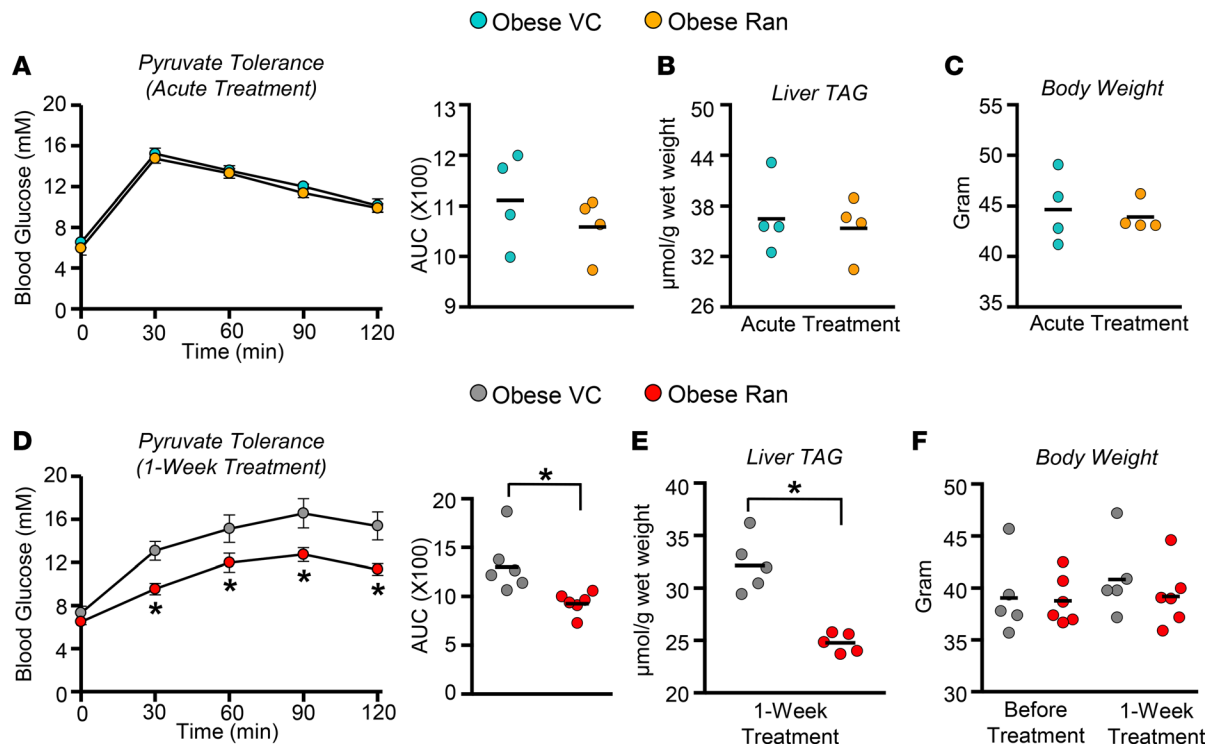 Obese VC Obese Ran
A
Pyruvate Tolerance
(Acute Treatment)
Blood Glucose (mM)
20
16
12
8
4
0
0 30 60 90 120
Time (min)
AUC (X100)
13
12
11
10
9
B
Liver TAG
µmol/g wet weight
50
44
38
32
26
Acute Treatment
C
Body Weight
Gram
55
50
45
40
35
Acute Treatment
Obese VC Obese Ran
D
Pyruvate Tolerance
(1-Week Treatment)
Blood Glucose (mM)
20
16
12
8
4
0
* * * *
0 30 60 90 120
Time (min)
*
AUC (X100)
20
15
10
5
0
E
Liver TAG
*
µmol/g wet weight
40
35
30
25
20
1-Week
Treatment
F
Body Weight
Gram
50
45
40
35
30
Before
Treatment
1-Week
Treatment